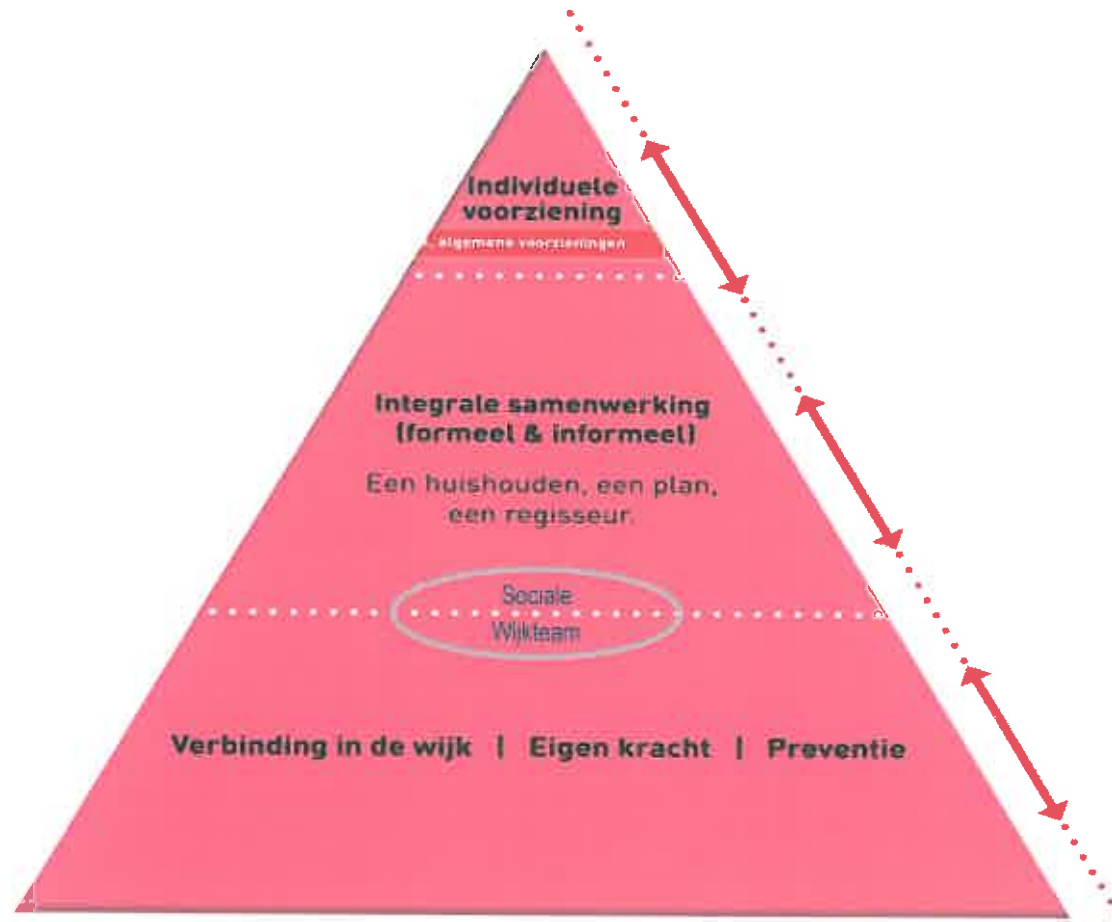 Individuele
voorziening
algemene voorzieningen
Integrale samenwerking
(formeel & informeel)
Een huishouden, een plan,
een regisseur.
Sociale
Wijkteam
Verbinding in de wijk | Eigen kracht | Preventie